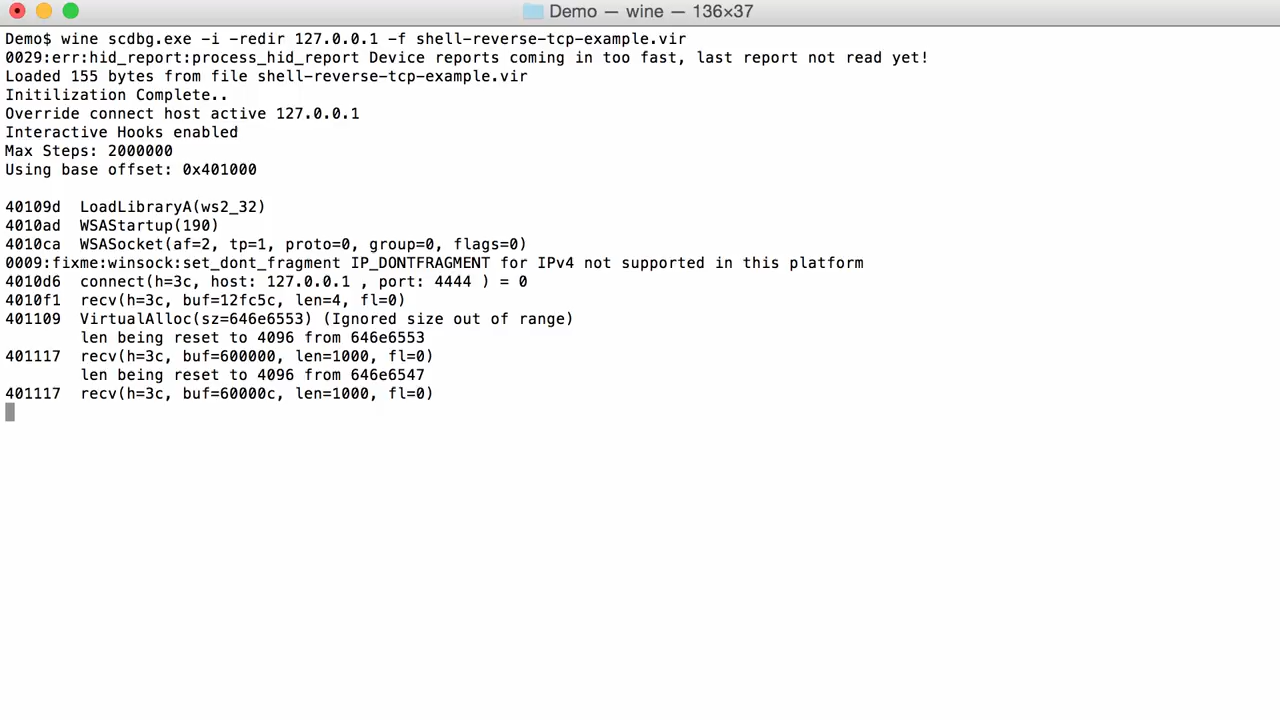 Demo — wine — 136×37
Demo$ wine scdbg.exe -i -redir 127.0.0.1 -f shell-reverse-tcp-example.vir
0029:err:hid_report:process_hid_report Device reports coming in too fast, last report not read yet!
Loaded 155 bytes from file shell-reverse-tcp-example.vir
Initilization Complete..
Override connect host active 127.0.0.1
Interactive Hooks enabled
Max Steps: 2000000
Using base offset: 0x401000
40109d  LoadLibraryA(ws2_32)
4010ad  WSAStartup(190)
4010ca  WSASocket(af=2, tp=1, proto=0, group=0, flags=0)
0009:fixme:winsock:set_dont_fragment IP_DONTFRAGMENT for IPv4 not supported in this platform
4010d6  connect(h=3c, host: 127.0.0.1 , port: 4444 ) = 0
4010f1  recv(h=3c, buf=12fc5c, len=4, fl=0)
401109  VirtualAlloc(sz=646e6553) (Ignored size out of range)
len being reset to 4096 from 646e6553
401117  recv(h=3c, buf=600000, len=1000, fl=0)
len being reset to 4096 from 646e6547
401117  recv(h=3c, buf=60000c, len=1000, fl=0)